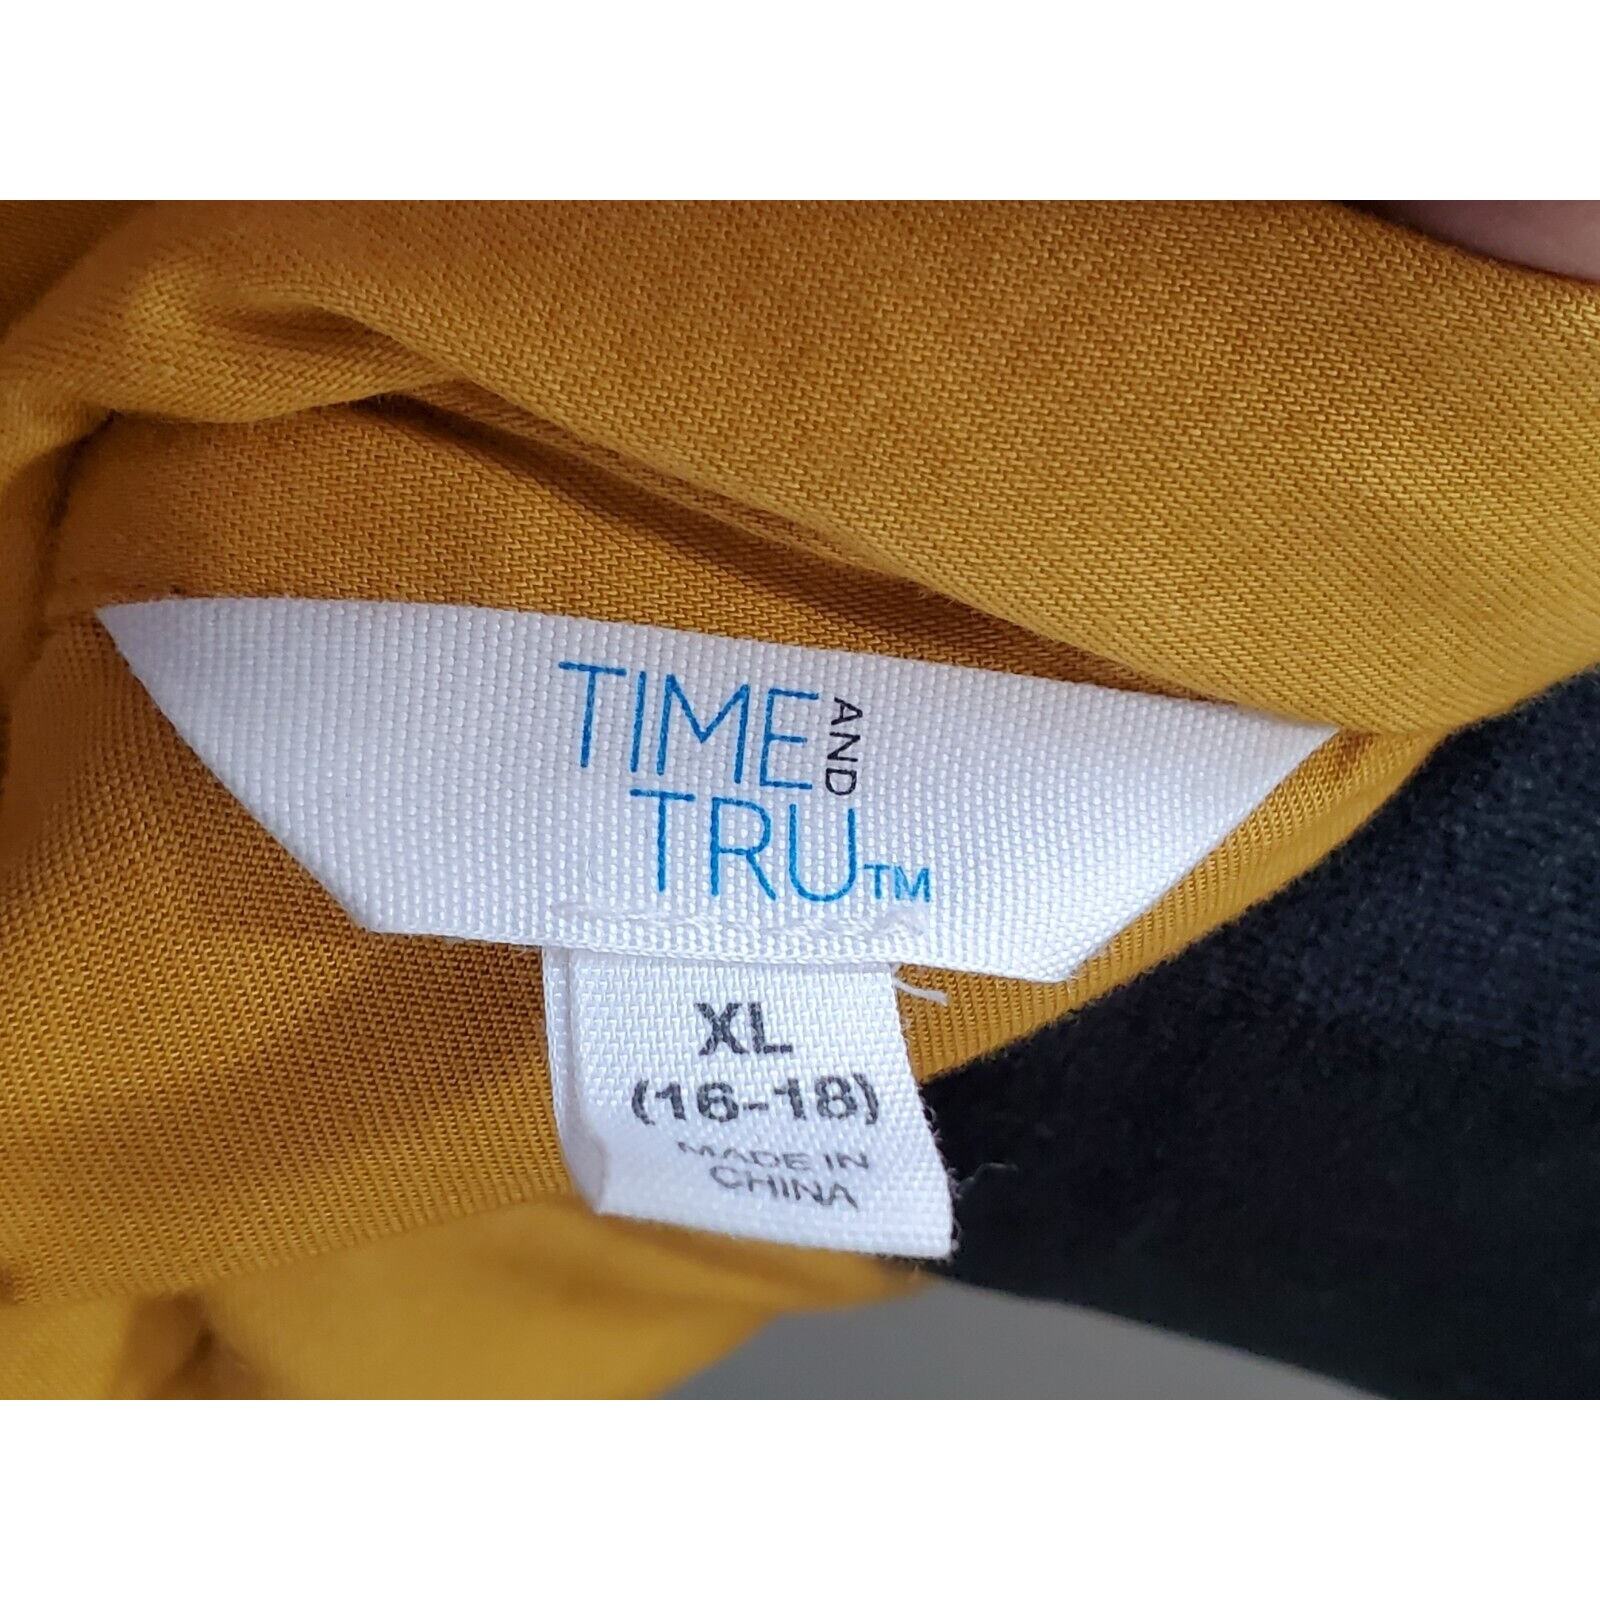 TIME AND
TRU™
XL
(16-18)
MADE IN
CHINA